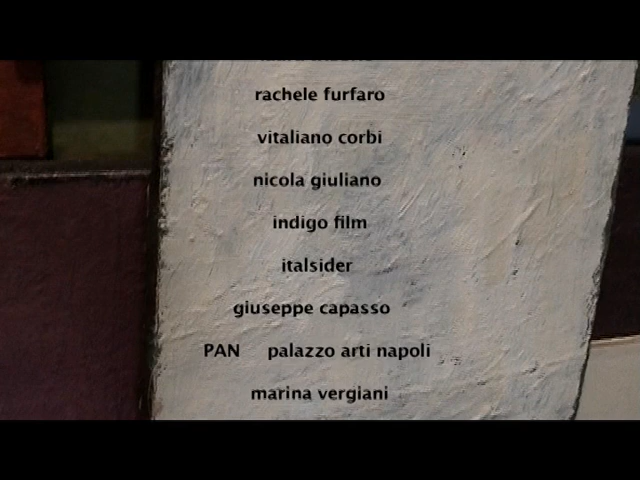 rachele furfaro
vitaliano corbi
nicola giuliano
indigo film
italsider
giuseppe capasso
PAN palazzo arti napoli
marina vergiani